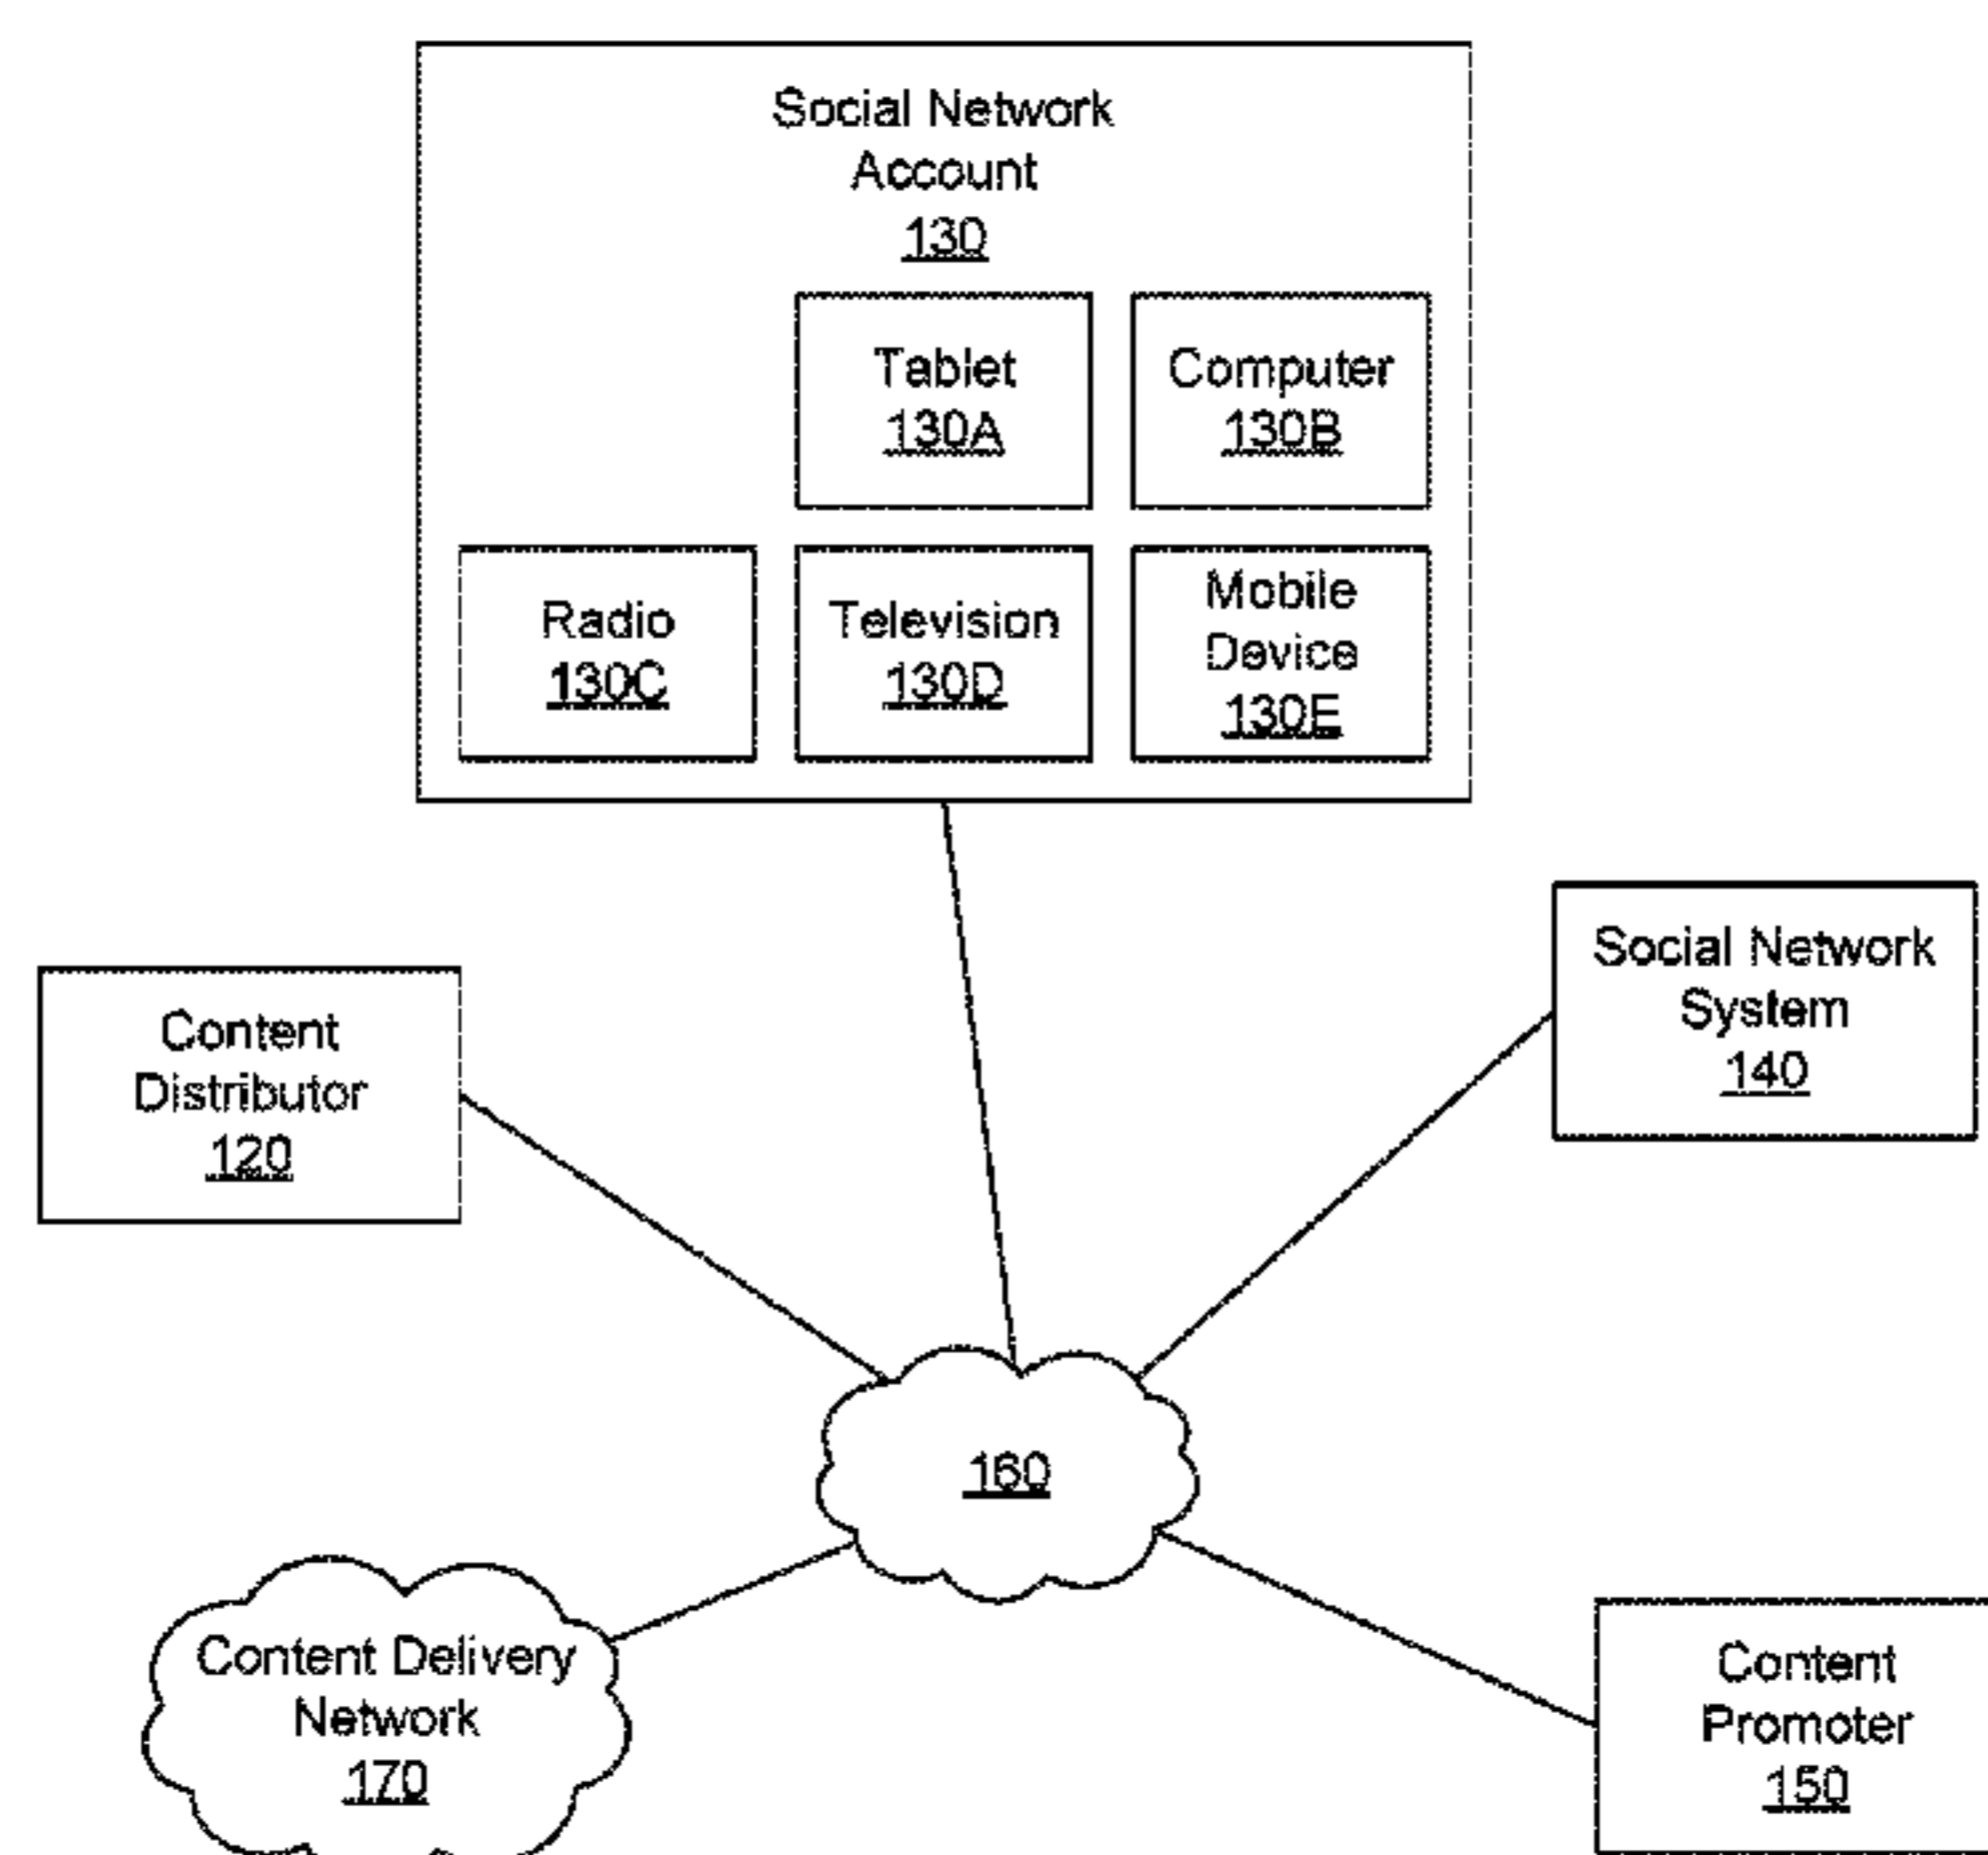 Social Network
Account
130
Tablet
130A
Computer
130B
Radio
130C
Television
130D
Mobile
Device
130E
Social Network
System
140
Content
Distributor
120
160
Content Delivery
Network
170
Content
Promoter
150